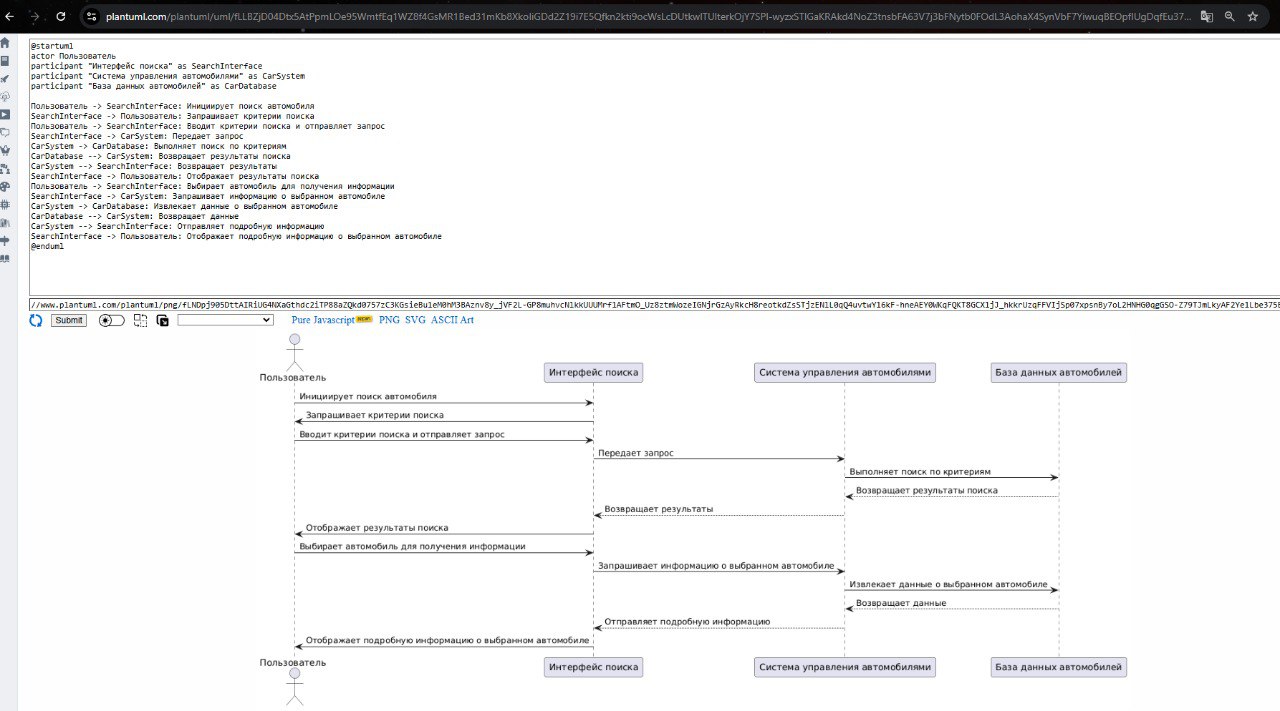 plantuml.com/plantuml/uml/
@startuml
actor Пользователь
participant "Интерфейс поиска" as SearchInterface
participant "Система управления автомобилями" as CarSystem
participant "База данных автомобилей" as CarDatabase
Пользователь -> SearchInterface: Инициирует поиск автомобиля
SearchInterface -> Пользователь: Запрашивает критерии поиска
Пользователь -> SearchInterface: Вводит критерии поиска и отправляет запрос
SearchInterface -> CarSystem: Передает запрос
CarSystem -> CarDatabase: Выполняет поиск по критериям
CarDatabase --> CarSystem: Возвращает результаты поиска
CarSystem --> SearchInterface: Возвращает результаты
SearchInterface -> Пользователь: Отображает результаты поиска
Пользователь -> SearchInterface: Выбирает автомобиль для получения информации
SearchInterface -> CarSystem: Запрашивает информацию о выбранном автомобиле
CarSystem -> CarDatabase: Извлекает данные о выбранном автомобиле
CarDatabase --> CarSystem: Возвращает данные
CarSystem --> SearchInterface: Отправляет подробную информацию
SearchInterface -> Пользователь: Отображает подробную информацию о выбранном автомобиле
@enduml
//www.plantuml.com/plantuml/png/
Submit
Pure Javascript NEW! PNG SVG ASCII Art
Пользователь
Интерфейс поиска
Система управления автомобилями
База данных автомобилей
Инициирует поиск автомобиля
Запрашивает критерии поиска
Вводит критерии поиска и отправляет запрос
Передает запрос
Выполняет поиск по критериям
Возвращает результаты поиска
Возвращает результаты
Отображает результаты поиска
Выбирает автомобиль для получения информации
Запрашивает информацию о выбранном автомобиле
Извлекает данные о выбранном автомобиле
Возвращает данные
Отправляет подробную информацию
Отображает подробную информацию о выбранном автомобиле
Пользователь
Интерфейс поиска
Система управления автомобилями
База данных автомобилей